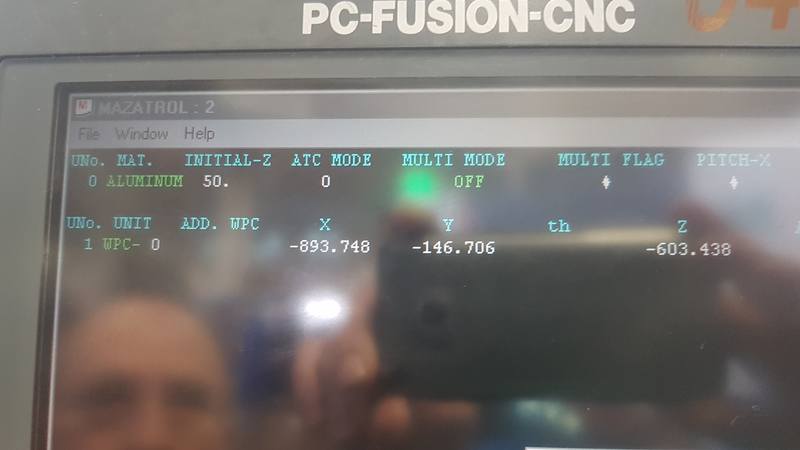 PC-FUSION-CNC 04
MAZATROL : 2
File Window Help
UNo. MAT. INITIAL-Z ATC MODE MULTI MODE MULTI FLAG PITCH-X
0 ALUMINUM 50. 0 OFF ♦ ♦
UNo. UNIT ADD. WPC X Y th Z
1 WPC- 0 -893.748 -146.706 -603.438